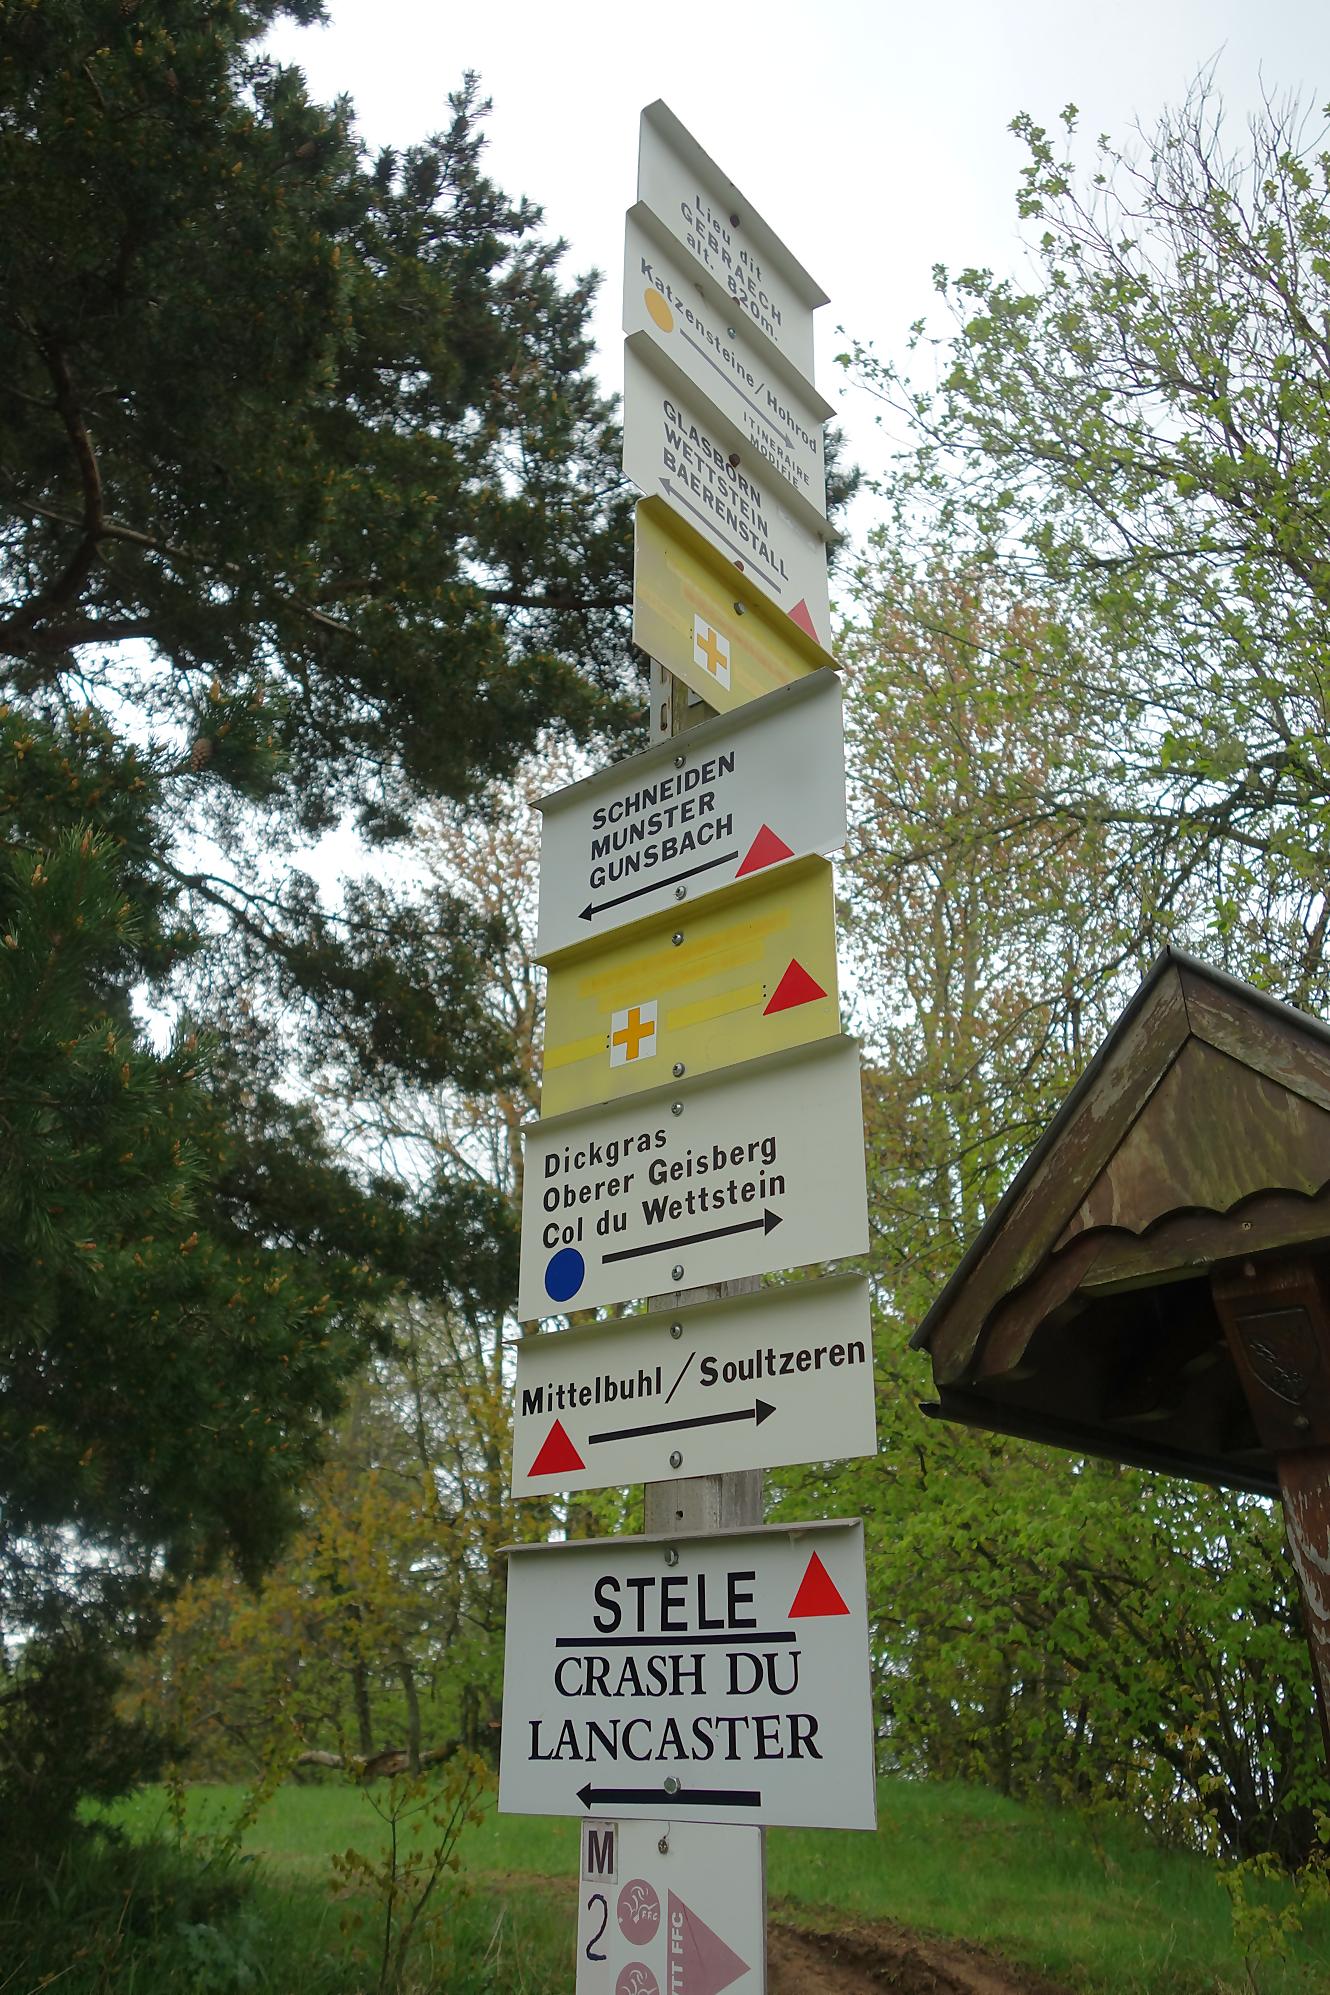 Lieu dit
GEBRAECH
alt. 820m.
Katzensteine/Hohrod
ITINERAIRE
MODIFIE
GLASBORN
WETTSTEIN
BAERENSTALL
SCHNEIDEN
MUNSTER
GUNSBACH
Dickgras
Oberer Geisberg
Col du Wettstein
Mittelbuhl/Soultzeren
STELE
CRASH DU
LANCASTER
M
2
F.F.C
VTT FFC